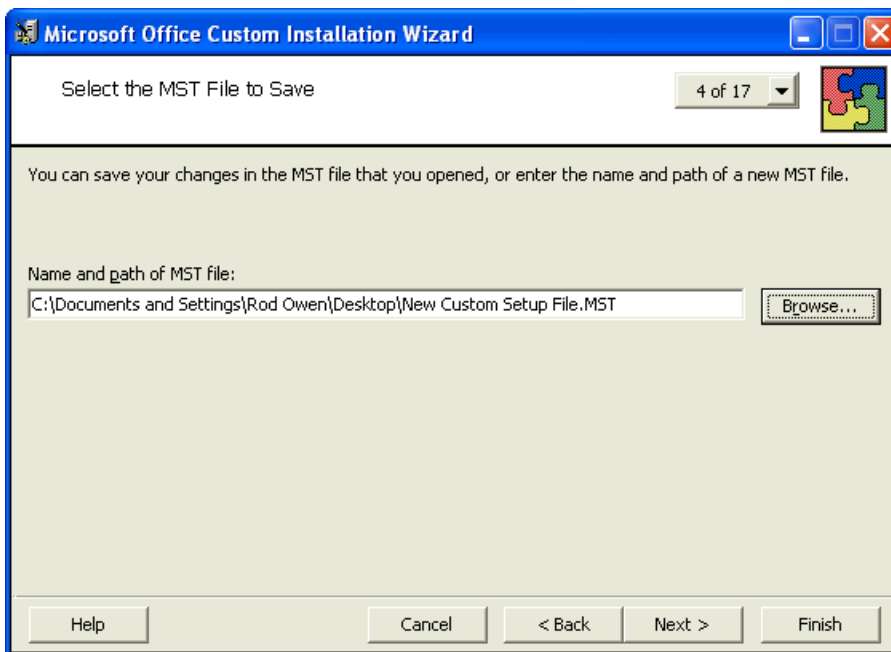 Microsoft Office Custom Installation Wizard
Select the MST File to Save
4 of 17
You can save your changes in the MST file that you opened, or enter the name and path of a new MST file.
Name and path of MST file:
C:\Documents and Settings\Rod Owen\Desktop\New Custom Setup File.MST
Browse...
Help
Cancel
< Back
Next >
Finish